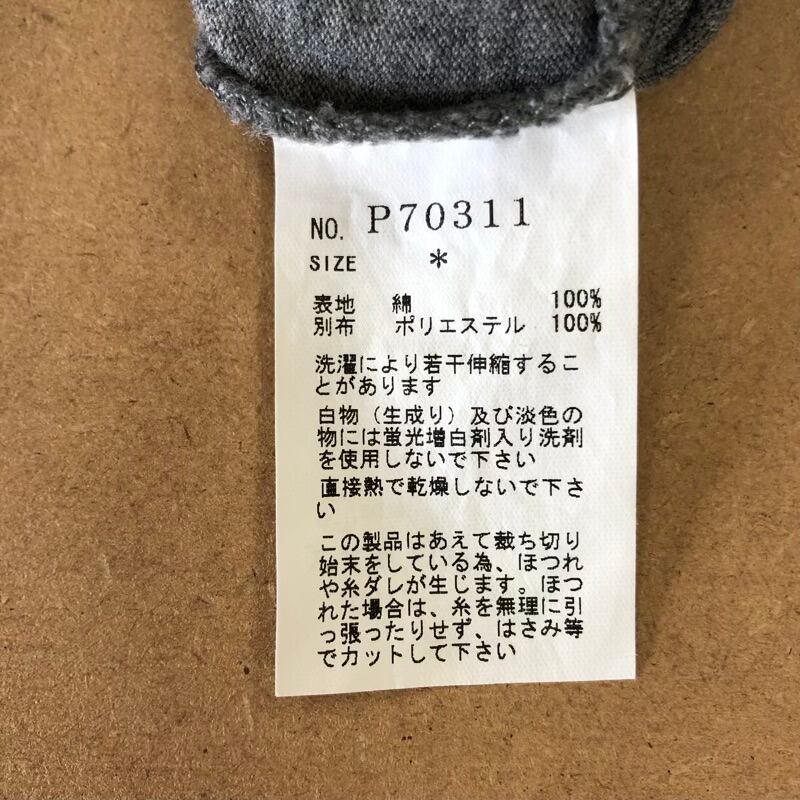 NO. P70311
SIZE *
表地 綿 100%
別布 ポリエステル 100%
洗濯により若干伸縮するこ
とがあります
白物（生成り）及び淡色の
物には蛍光増白剤入り洗剤
を使用しないで下さい
直接熱で乾燥しないで下さ
い
この製品はあえて裁ち切り
始末をしている為、ほつれ
や糸ダレが生じます。ほつ
れた場合は、糸を無理に引
っ張ったりせず、はさみ等
でカットして下さい